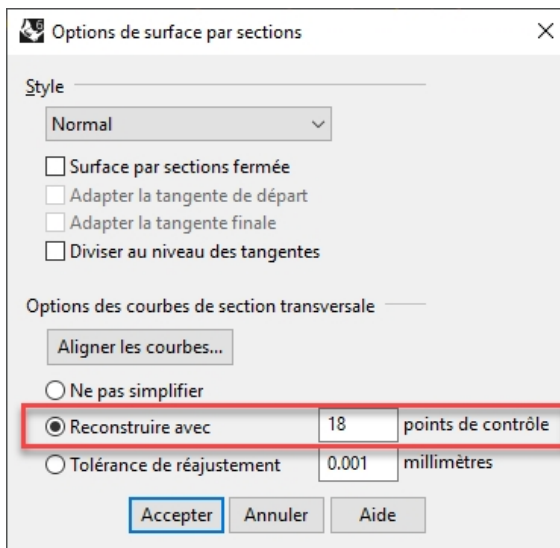 Options de surface par sections
Style
Normal
Surface par sections fermée
Adapter la tangente de départ
Adapter la tangente finale
Diviser au niveau des tangentes
Options des courbes de section transversale
Aligner les courbes...
Ne pas simplifier
Reconstruire avec 18 points de contrôle
Tolérance de réajustement 0.001 millimètres
Accepter Annuler Aide